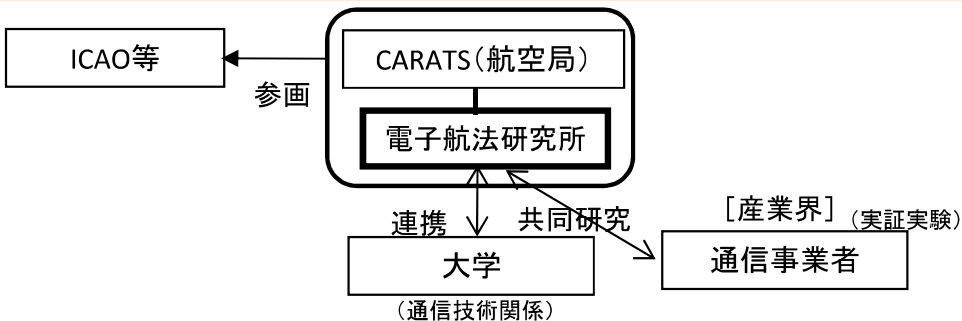 ICAO等
CARATS(航空局)
参画
電子航法研究所
連携
共同研究
[産業界]
(実証実験)
大学
通信事業者
(通信技術関係)